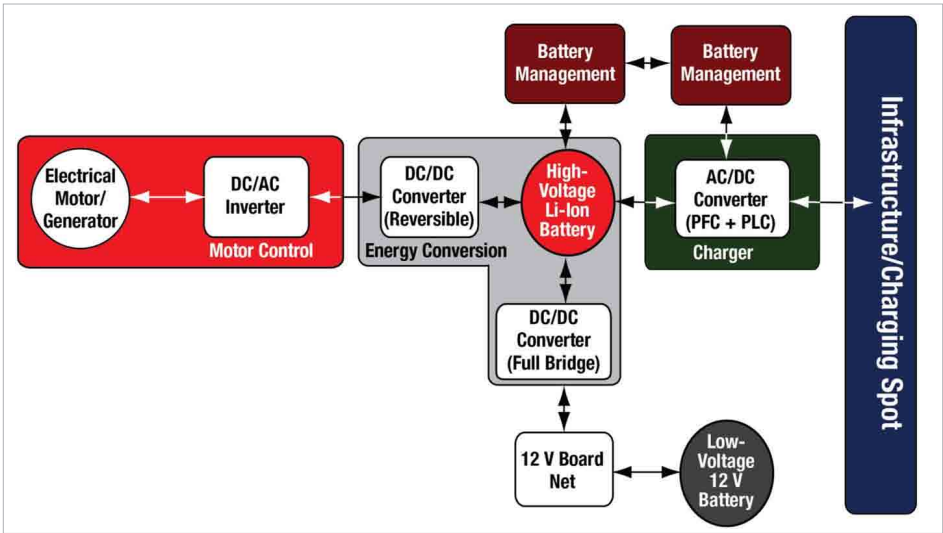 Battery
Management
Battery
Management
Electrical
Motor/
Generator
DC/AC
Inverter
Motor Control
DC/DC
Converter
(Reversible)
Energy Conversion
High-
Voltage
Li-Ion
Battery
AC/DC
Converter
(PFC + PLC)
Charger
Infrastructure/Charging Spot
DC/DC
Converter
(Full Bridge)
12 V Board
Net
Low-
Voltage
12 V
Battery